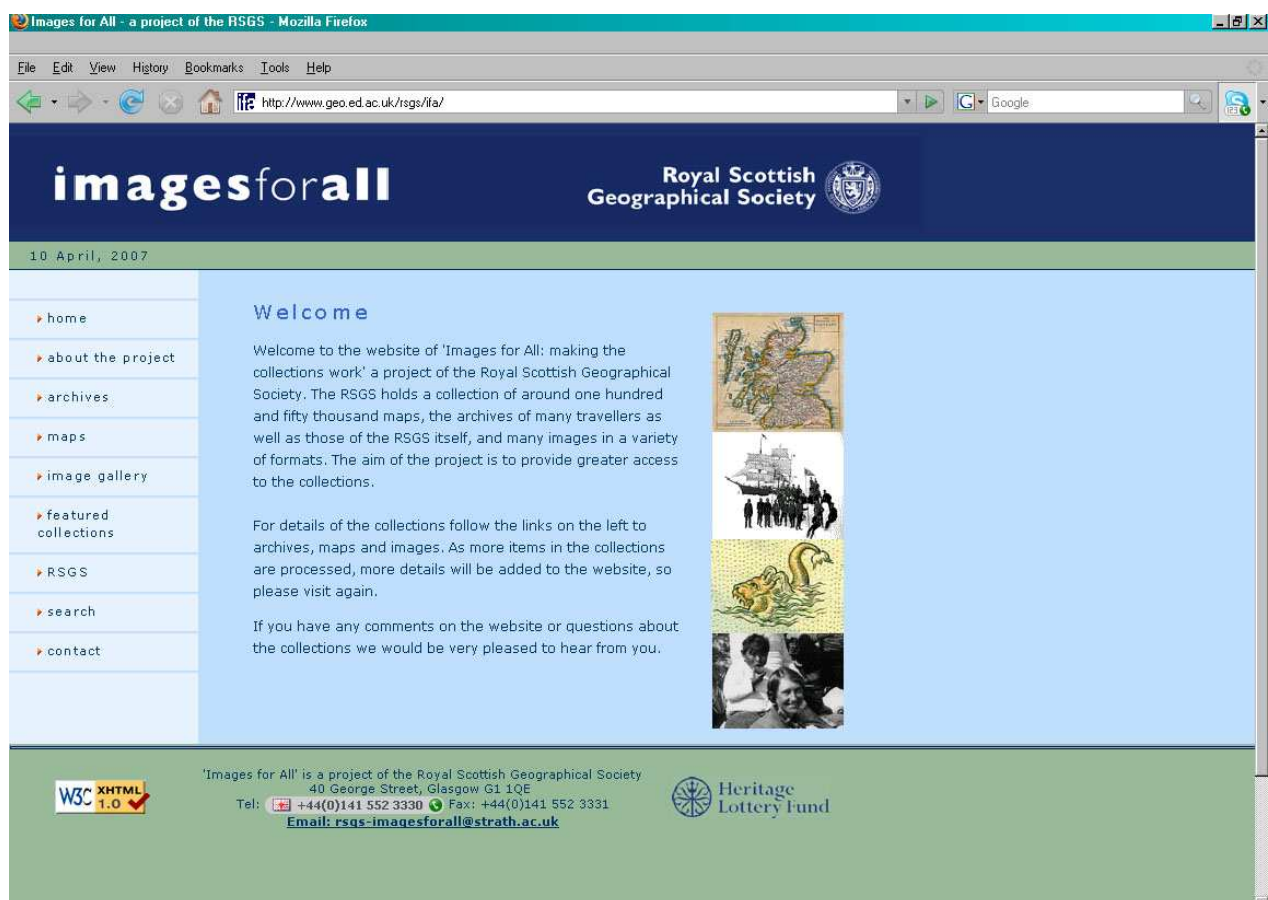 Images for All - a project of the RSGS - Mozilla Firefox
File Edit View History Bookmarks Tools Help
ifa http://www.geo.ed.ac.uk/rsgs/ifa/ G Google
imagesforall
Royal Scottish
Geographical Society
10 April, 2007
home
about the project
archives
maps
image gallery
featured
collections
RSGS
search
contact
Welcome
Welcome to the website of 'Images for All: making the
collections work' a project of the Royal Scottish Geographical
Society. The RSGS holds a collection of around one hundred
and fifty thousand maps, the archives of many travellers as
well as those of the RSGS itself, and many images in a variety
of formats. The aim of the project is to provide greater access
to the collections.
For details of the collections follow the links on the left to
archives, maps and images. As more items in the collections
are processed, more details will be added to the website, so
please visit again.
If you have any comments on the website or questions about
the collections we would be very pleased to hear from you.
W3C XHTML
1.0
'Images for All' is a project of the Royal Scottish Geographical Society
40 George Street, Glasgow G1 1QE
Tel: +44(0)141 552 3330 Fax: +44(0)141 552 3331
Email: rsgs-imagesforall@strath.ac.uk
Heritage
Lottery Fund